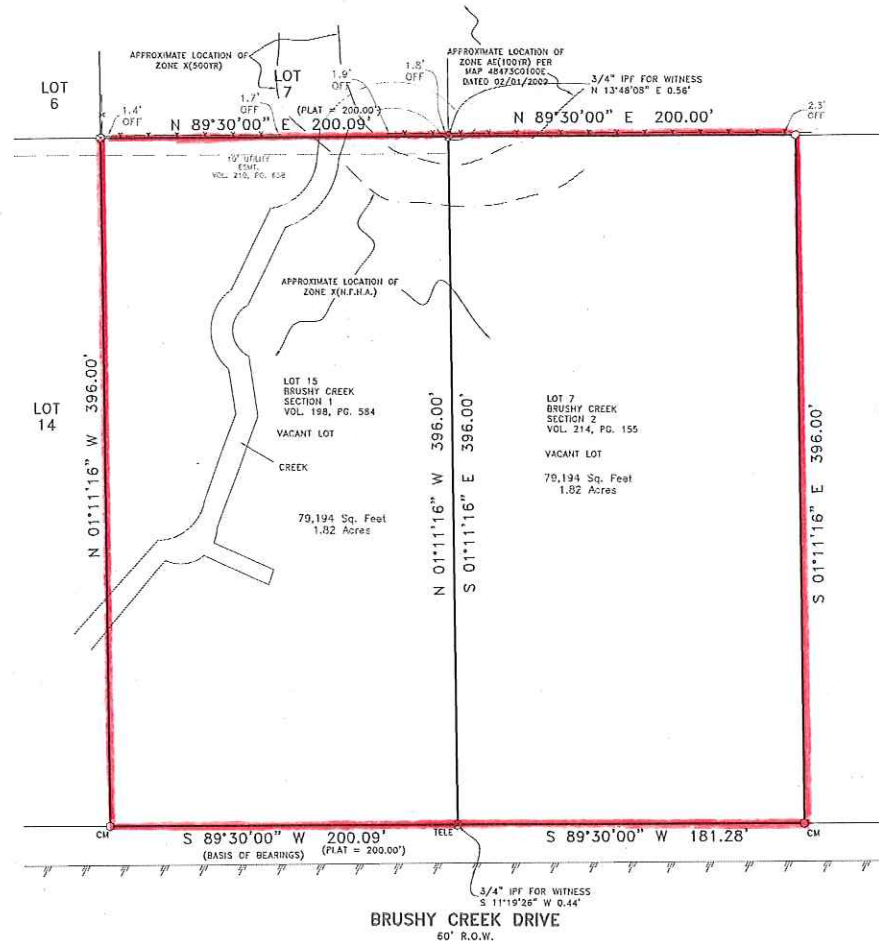 APPROXIMATE LOCATION OF
ZONE X(500YR)
LOT
7
APPROXIMATE LOCATION OF
ZONE AE(100YR) PER
MAP 48473C0100E
DATED 02/01/2009
3/4" IPF FOR WITNESS
N 13°48'08" E 0.56'
LOT
6
1.4'
OFF
1.7'
OFF
1.9'
OFF
1.8'
OFF
2.3'
OFF
(PLAT = 200.00')
N 89°30'00" E 200.09'
N 89°30'00" E 200.00'
10' UTILITY
ESMT.
VOL. 210, PG. 658
APPROXIMATE LOCATION OF
ZONE X(N.F.H.A.)
N 01°11'16" W 396.00'
LOT
14
LOT 15
BRUSHY CREEK
SECTION 1
VOL. 198, PG. 584
VACANT LOT
CREEK
79,194 Sq. Feet
1.82 Acres
N 01°11'16" W 396.00'
S 01°11'16" E 396.00'
LOT 7
BRUSHY CREEK
SECTION 2
VOL. 214, PG. 155
VACANT LOT
79,194 Sq. Feet
1.82 Acres
S 01°11'16" E 396.00'
CM
S 89°30'00" W 200.09'
(BASIS OF BEARINGS)
(PLAT = 200.00')
TELE
S 89°30'00" W 181.28'
CM
3/4" IPF FOR WITNESS
S 11°19'26" W 0.44'
BRUSHY CREEK DRIVE
60' R.O.W.